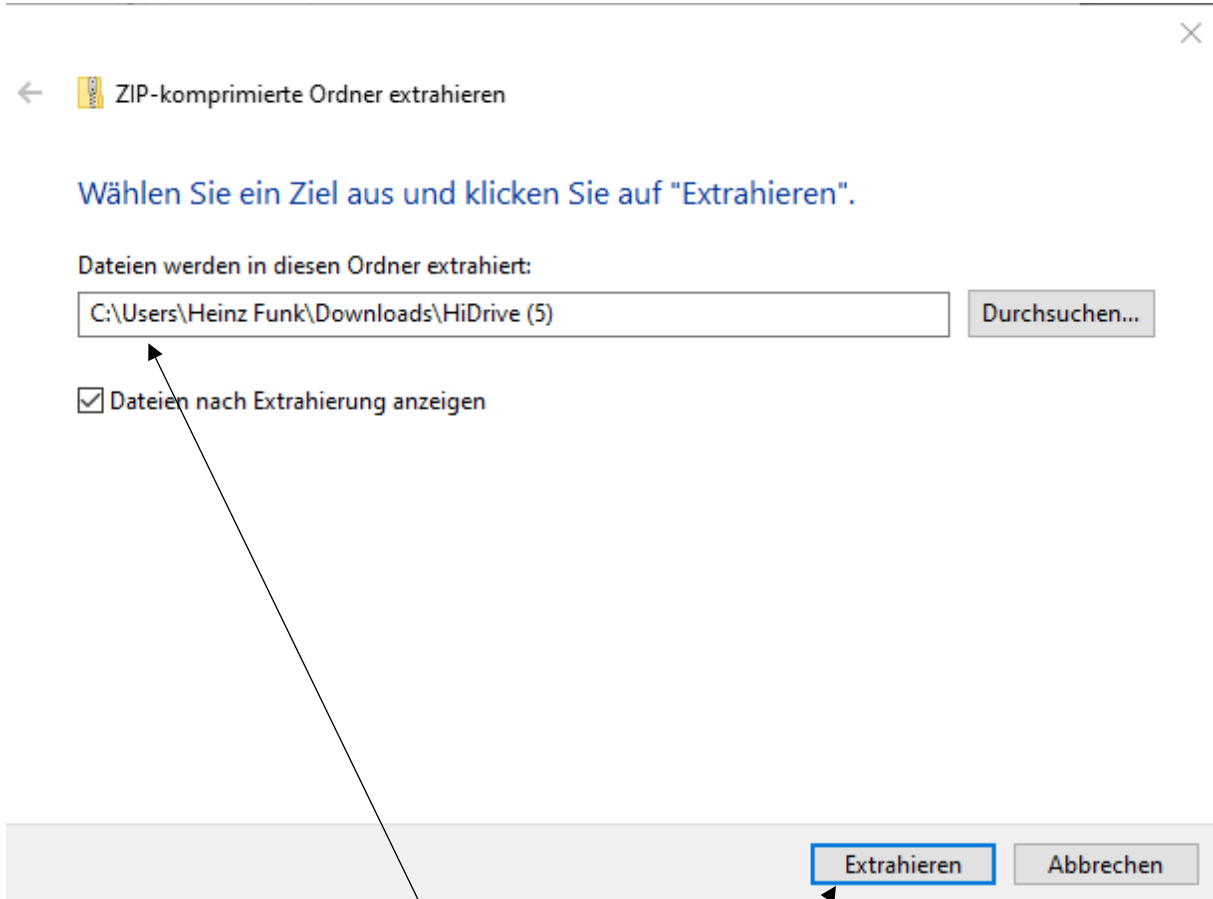 ZIP-komprimierte Ordner extrahieren
Wählen Sie ein Ziel aus und klicken Sie auf "Extrahieren".
Dateien werden in diesen Ordner extrahiert:
C:\Users\Heinz Funk\Downloads\HiDrive (5)
Durchsuchen...
Dateien nach Extrahierung anzeigen
Extrahieren
Abbrechen